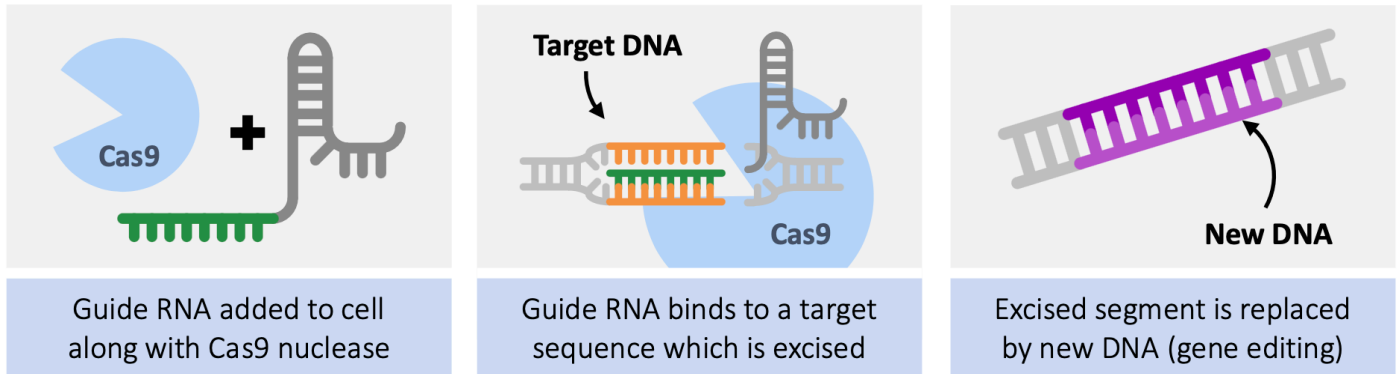 Cas9
Target DNA
Cas9
New DNA
Guide RNA added to cell
along with Cas9 nuclease
Guide RNA binds to a target
sequence which is excised
Excised segment is replaced
by new DNA (gene editing)